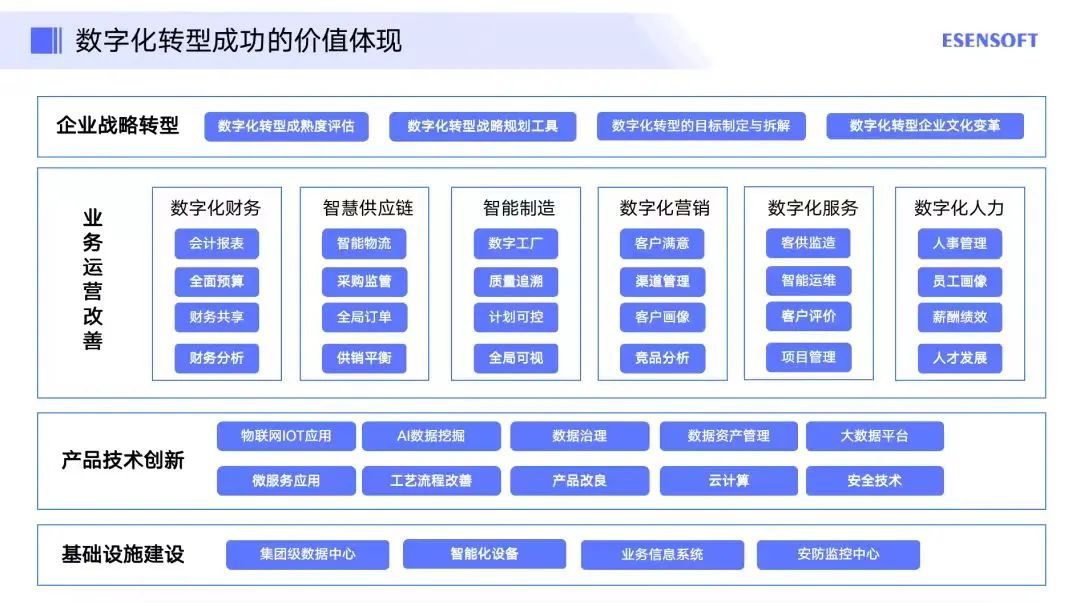 数字化转型成功的价值体现
ESENSOFT
企业战略转型
数字化转型成熟度评估
数字化转型战略规划工具
数字化转型的目标制定与拆解
数字化转型企业文化变革
业务运营改善
数字化财务
会计报表
全面预算
财务共享
财务分析
智慧供应链
智能物流
采购监管
全局订单
供销平衡
智能制造
数字工厂
质量追溯
计划可控
全局可视
数字化营销
客户满意
渠道管理
客户画像
竞品分析
数字化服务
客供监造
智能运维
客户评价
项目管理
数字化人力
人事管理
员工画像
薪酬绩效
人才发展
产品技术创新
物联网IOT应用
AI数据挖掘
数据治理
数据资产管理
大数据平台
微服务应用
工艺流程改善
产品改良
云计算
安全技术
基础设施建设
集团级数据中心
智能化设备
业务信息系统
安防监控中心